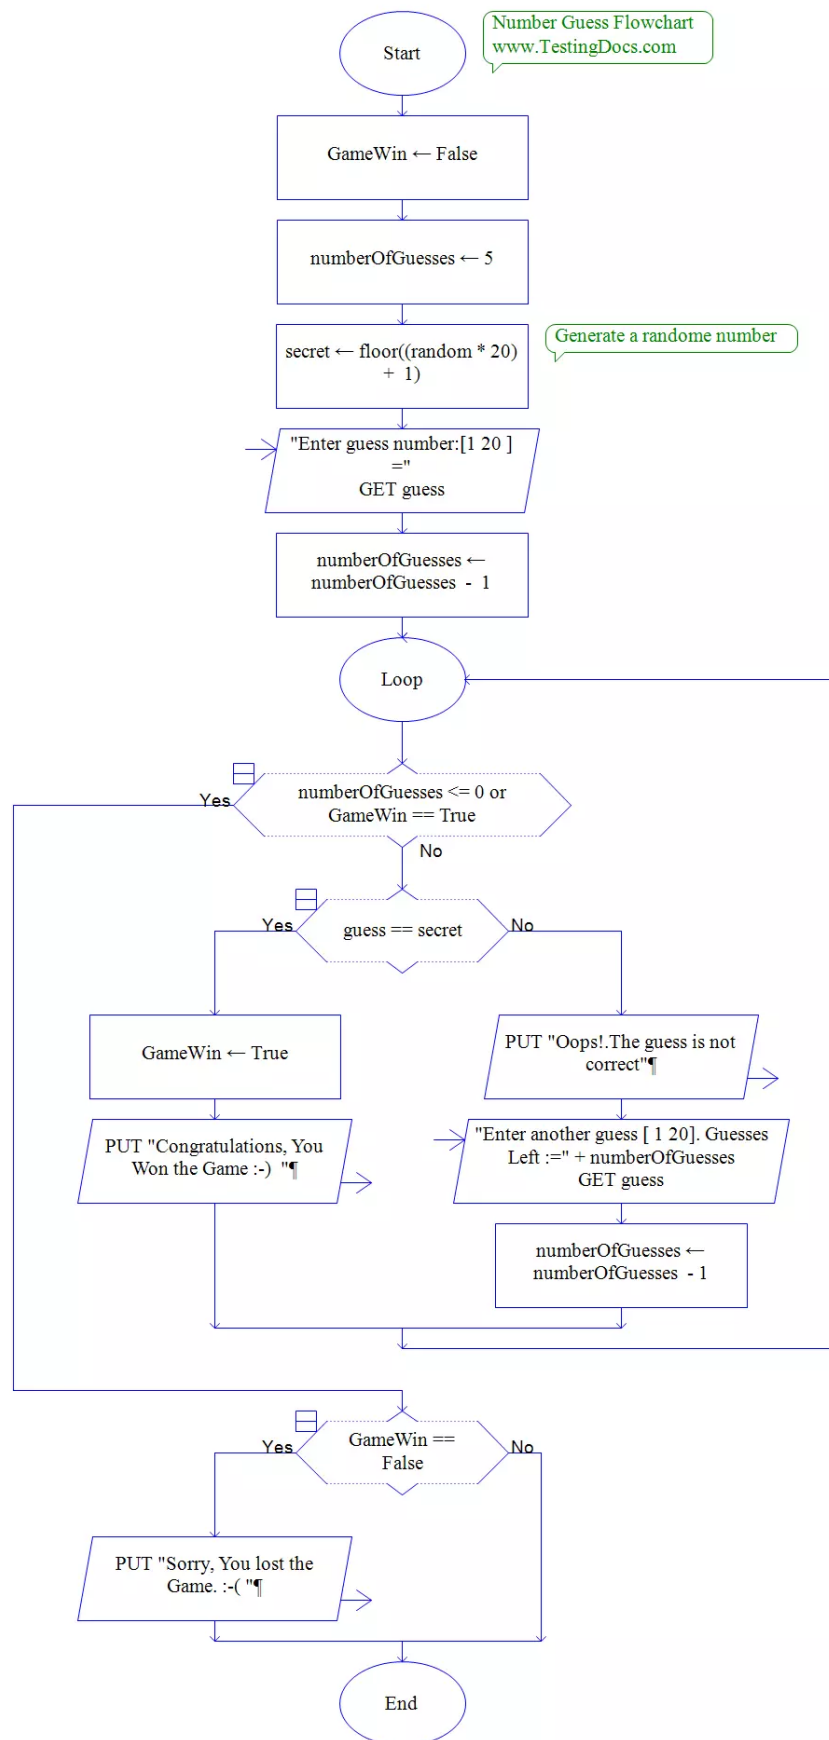 Number Guess Flowchart
www.TestingDocs.com
Start
GameWin ← False
numberOfGuesses ← 5
Generate a randome number
secret ← floor((random * 20)
+ 1)
"Enter guess number:[1 20 ]
="
GET guess
numberOfGuesses ←
numberOfGuesses - 1
Loop
numberOfGuesses <= 0 or
GameWin == True
Yes
No
guess == secret
Yes
No
GameWin ← True
PUT "Congratulations, You
Won the Game :-) "¶
PUT "Oops!.The guess is not
correct"¶
"Enter another guess [ 1 20]. Guesses
Left :=" + numberOfGuesses
GET guess
numberOfGuesses ←
numberOfGuesses - 1
GameWin ==
False
Yes
No
PUT "Sorry, You lost the
Game. :-( "¶
End